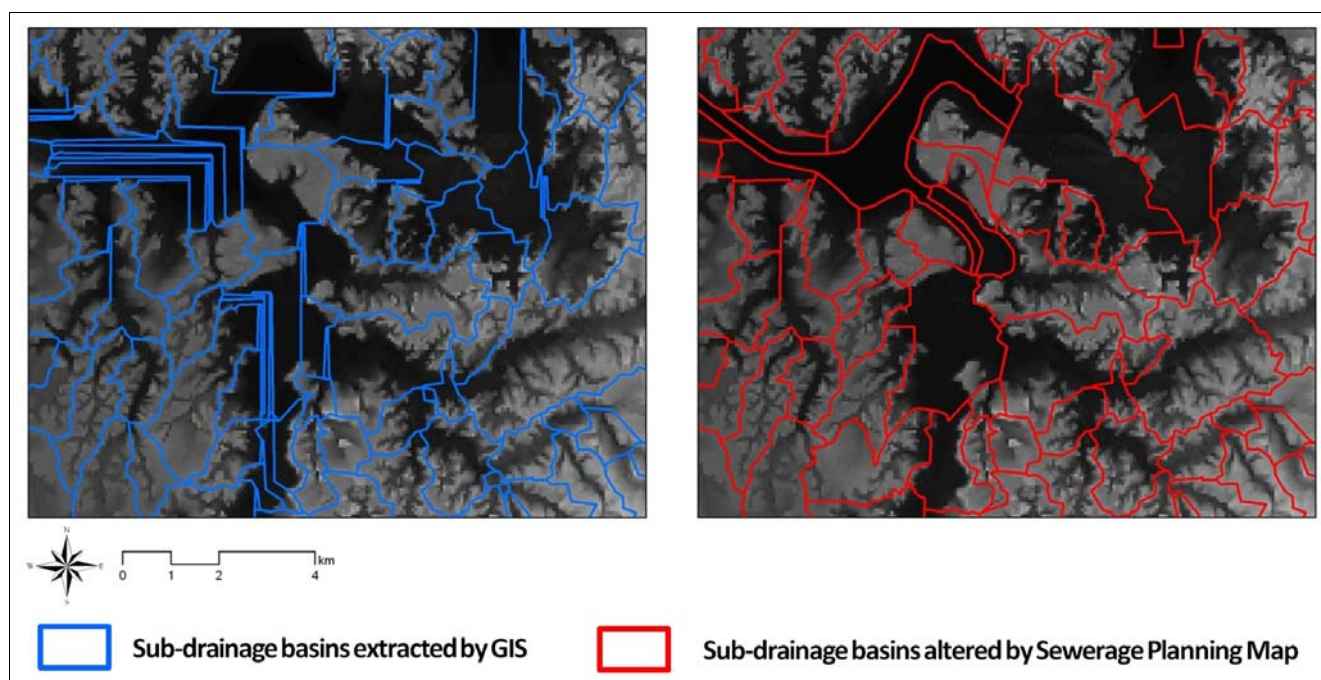 N
W
E
S
0 1 2 4
km
Sub-drainage basins extracted by GIS
Sub-drainage basins altered by Sewerage Planning Map